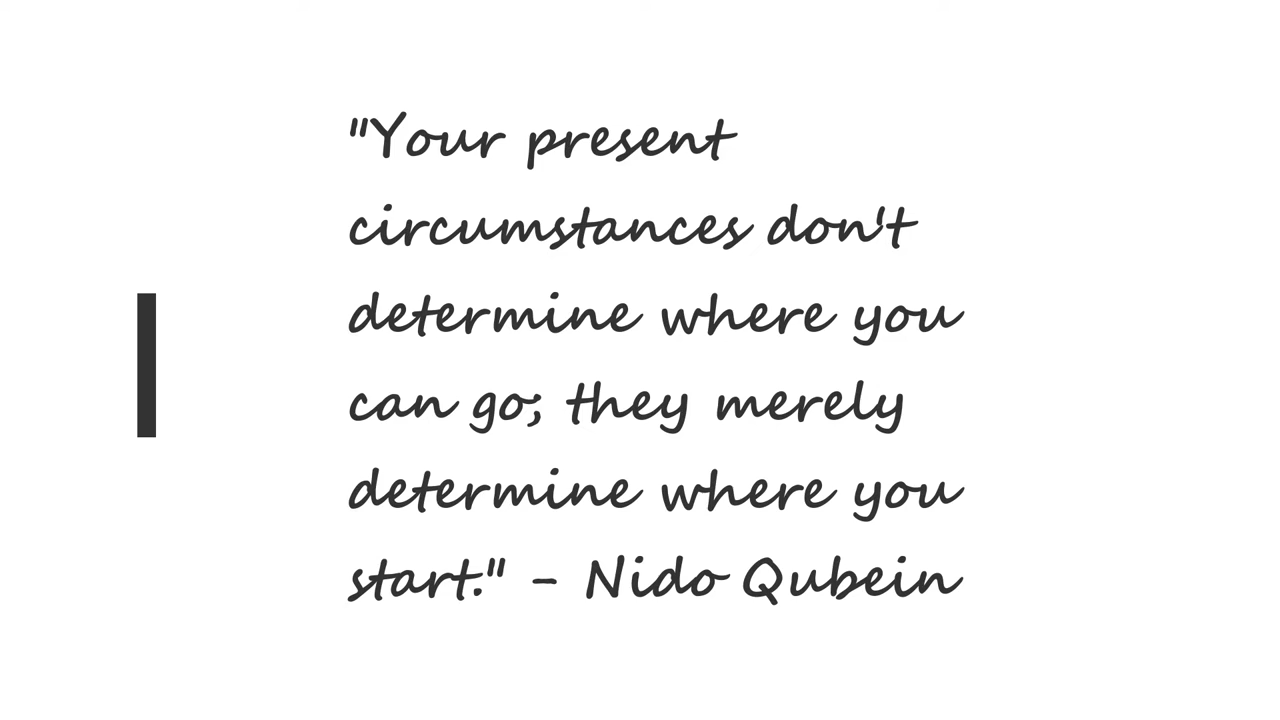 "Your present
circumstances don't
determine where you
can go; they merely
determine where you
start." - Nido Qubein